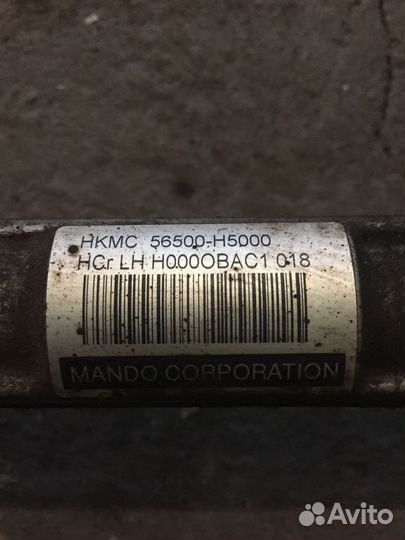 HKMC 56500-H5000
HCr LH H000OBAC1 018
MANDO CORPORATION
Avito